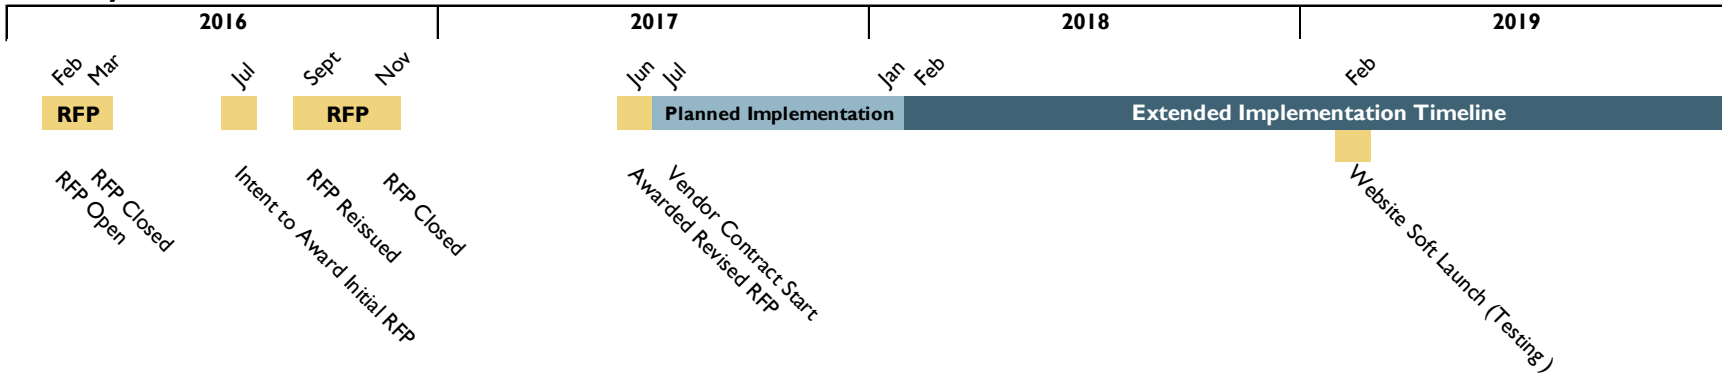 2016 2017 2018 2019
Feb Mar Jul Sept Nov Jun Jul Jan Feb Feb
RFP RFP Planned Implementation Extended Implementation Timeline
RFP Open
RFP Closed
Intent to Award Initial RFP
RFP Reissued
RFP Closed
Awarded Revised RFP
Vendor Contract Start
Website Soft Launch (Testing)